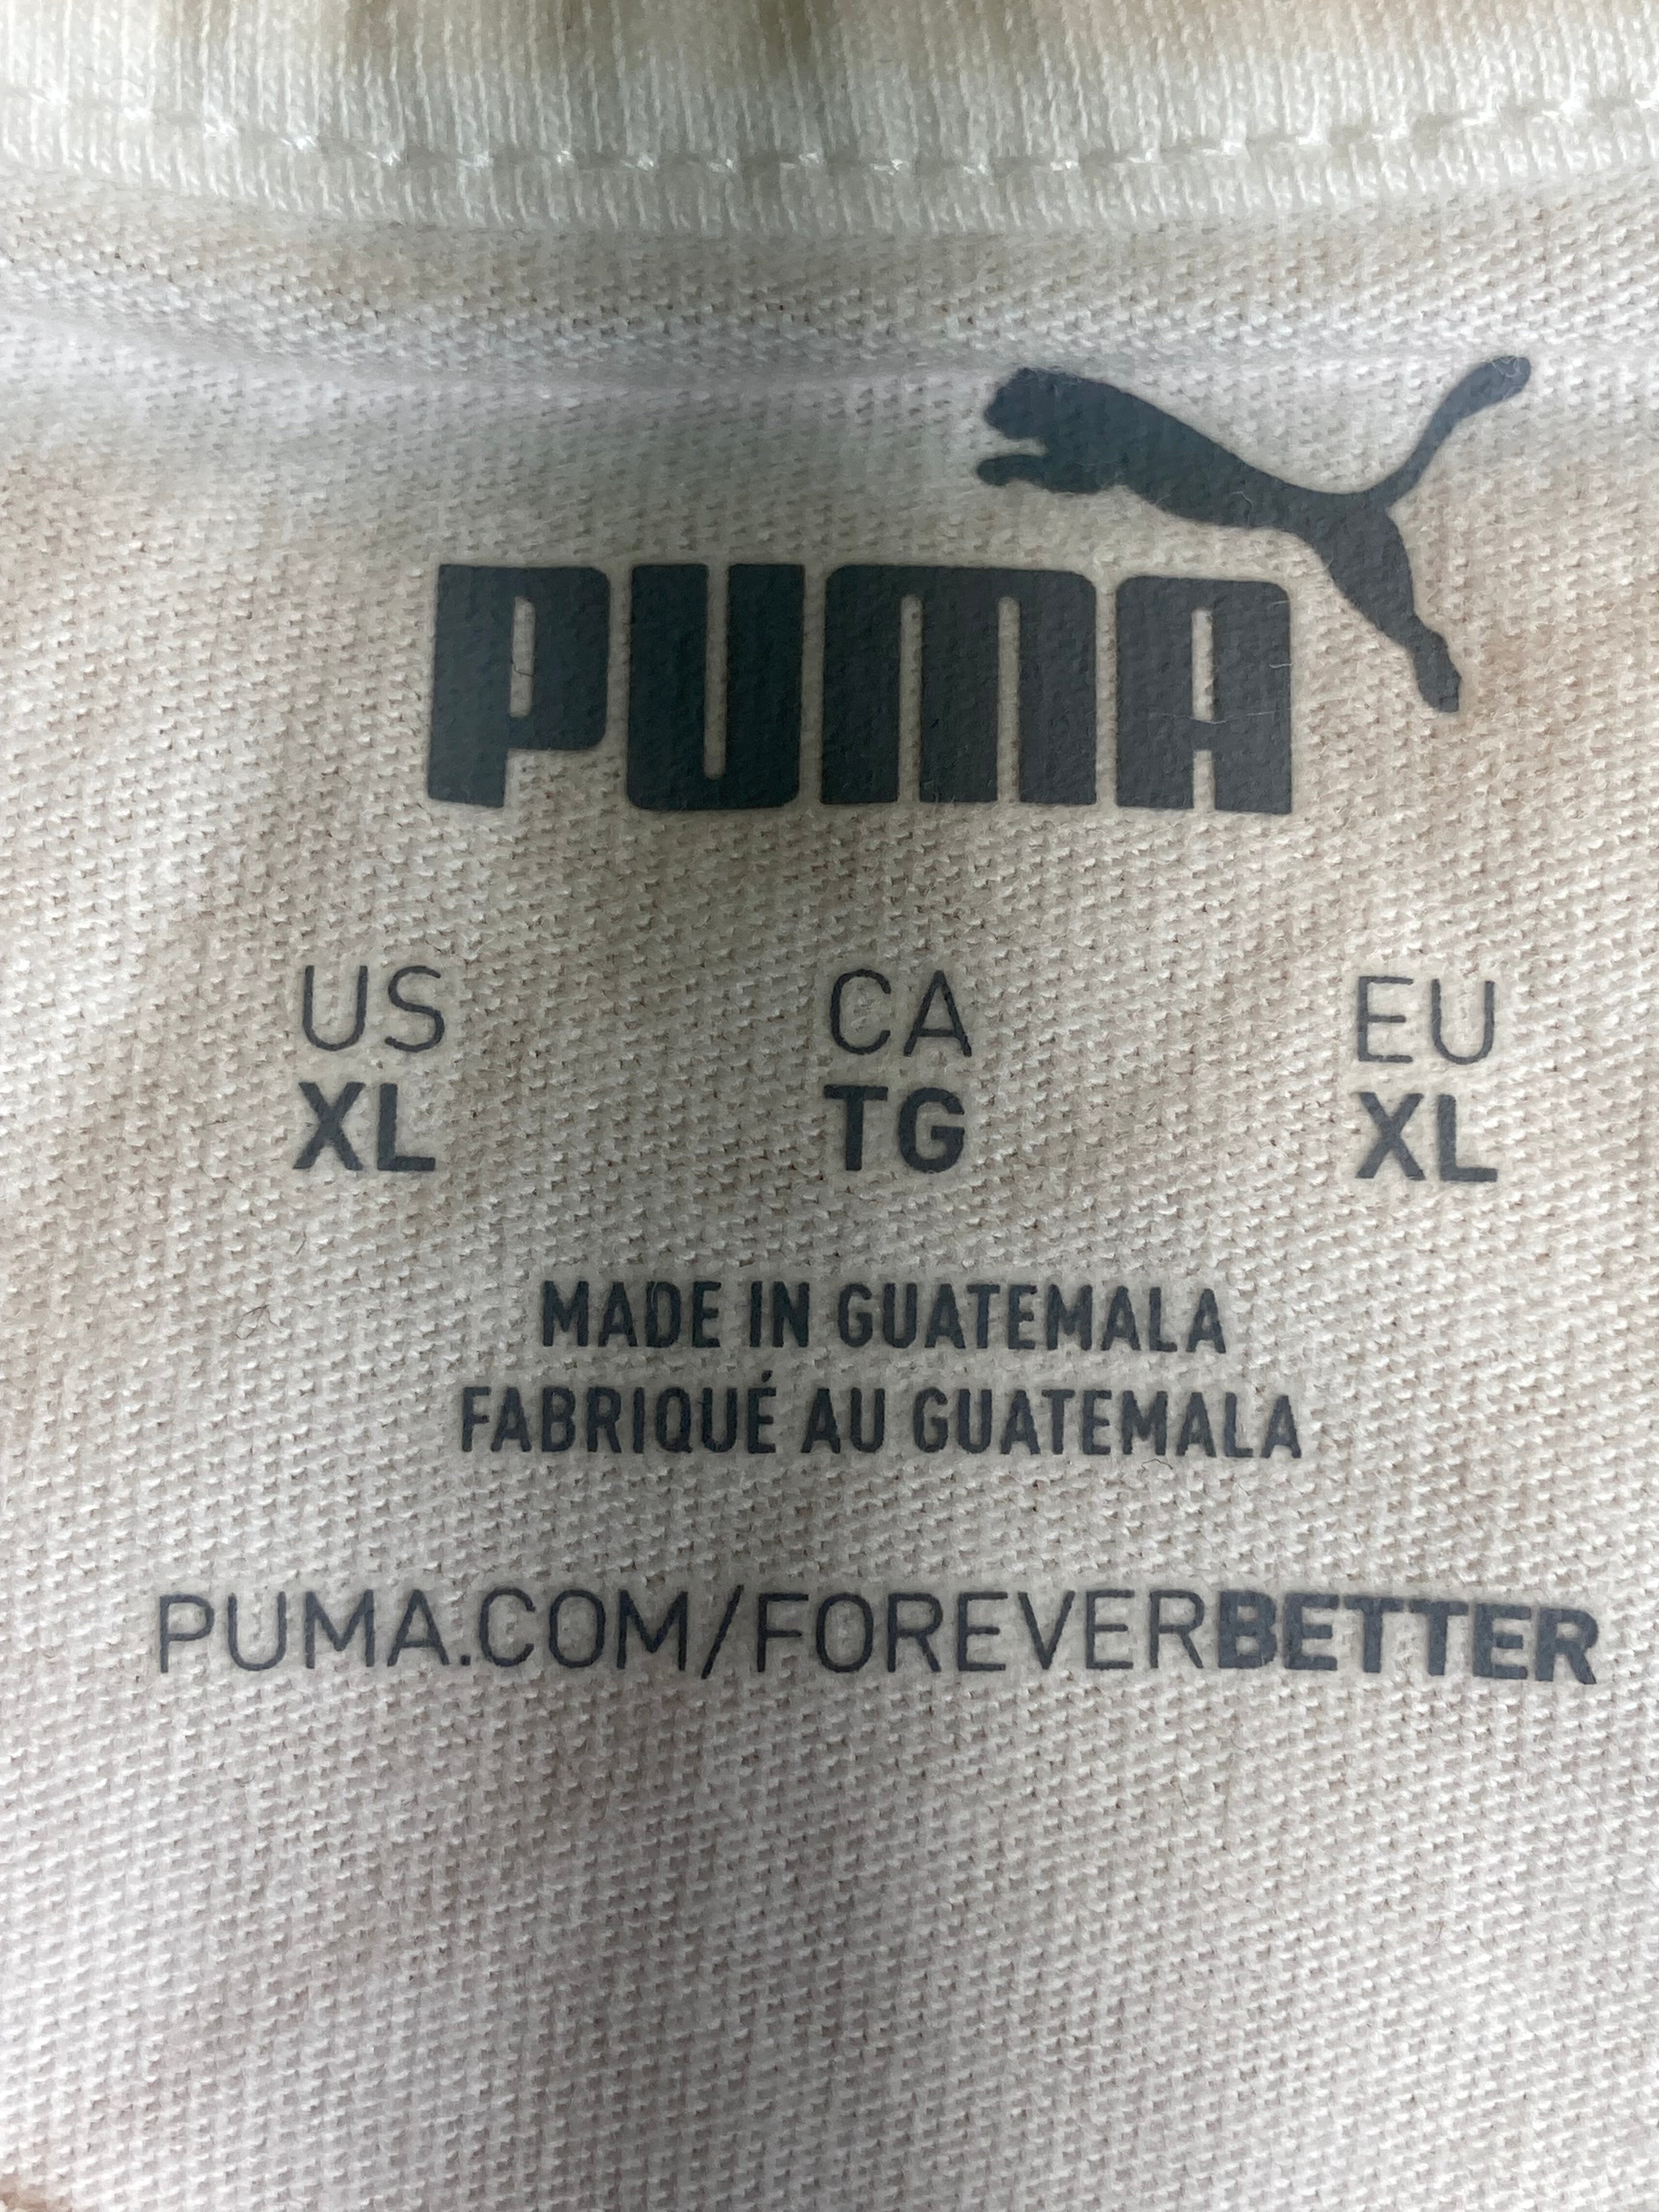 PUMA
US CA EU
XL TG XL
MADE IN GUATEMALA
FABRIQUÉ AU GUATEMALA
PUMA.COM/FOREVERBETTER